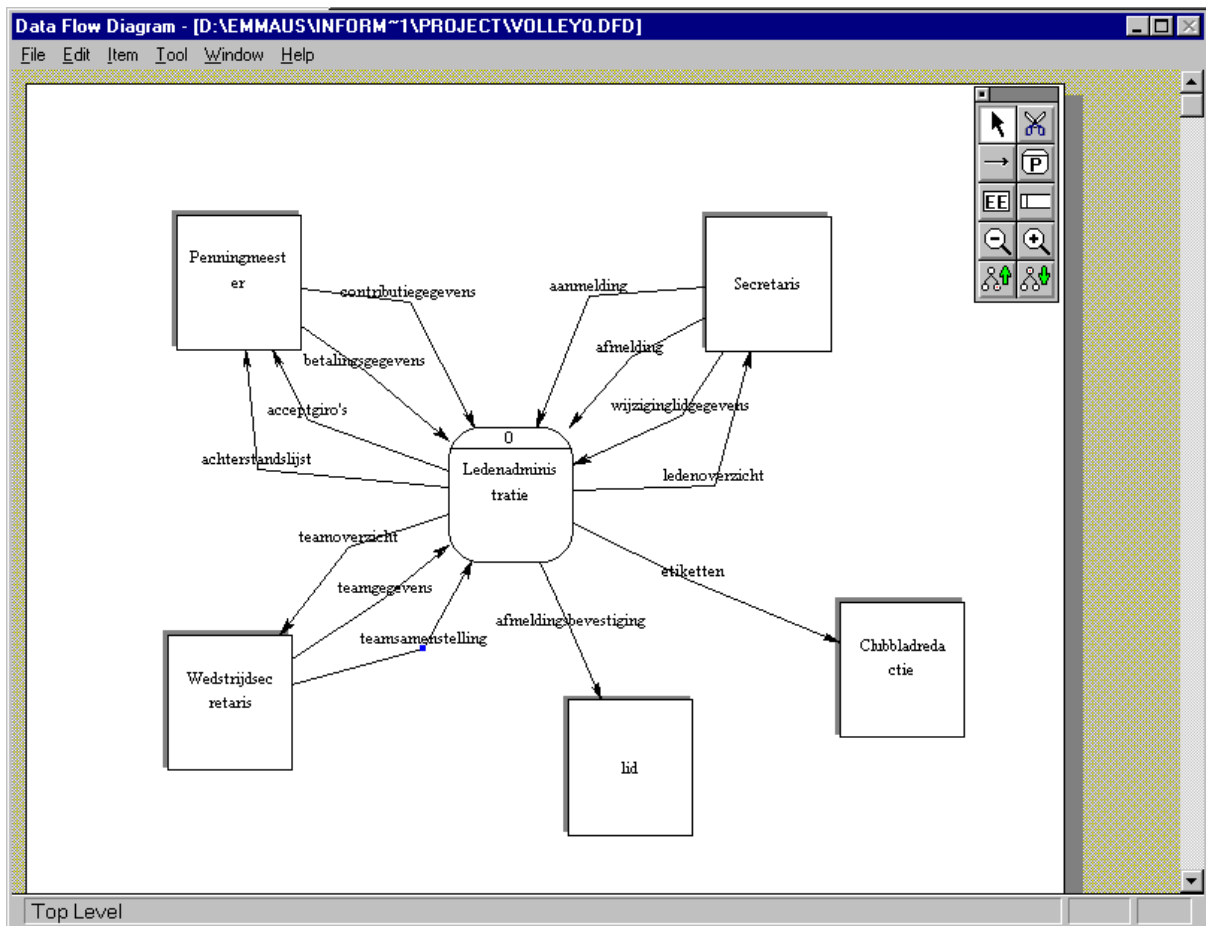 Data Flow Diagram - [D:\EMMAUS\INFORM~1\PROJECT\VOLLEY0.DFD]
File Edit Item Tool Window Help
P
EE
Penningmeest
er
Secretaris
contributiegegevens
aanmelding
betalingsgegevens
afmelding
acceptgiro's
wijziginglidgegevens
achterstandslijst
ledenoverzicht
0
Ledenadminis
tratie
teamoverzicht
teamgegevens
teamsamenstelling
etiketten
afmeldingsbevestiging
Wedstrijdsec
retaris
lid
Clubbladreda
ctie
Top Level